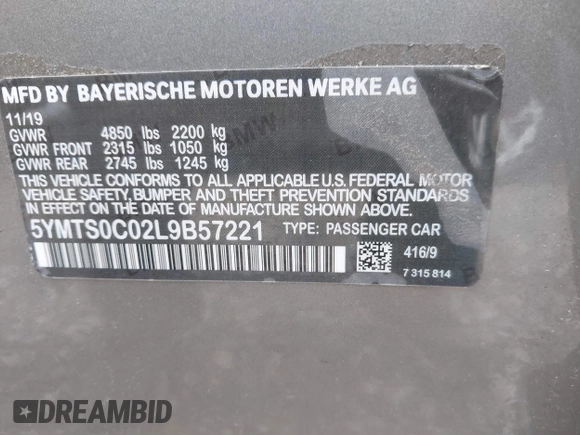 MFD BY BAYERISCHE MOTOREN WERKE AG
11/19
GVWR 4850 lbs 2200 kg
GVWR FRONT 2315 lbs 1050 kg
GVWR REAR 2745 lbs 1245 kg
THIS VEHICLE CONFORMS TO ALL APPLICABLE U.S. FEDERAL MOTOR
VEHICLE SAFETY, BUMPER AND THEFT PREVENTION STANDARDS
IN EFFECT ON THE DATE OF MANUFACTURE SHOWN ABOVE.
5YMTS0C02L9B57221 TYPE: PASSENGER CAR
416/9
7 315 814
DREAMBID